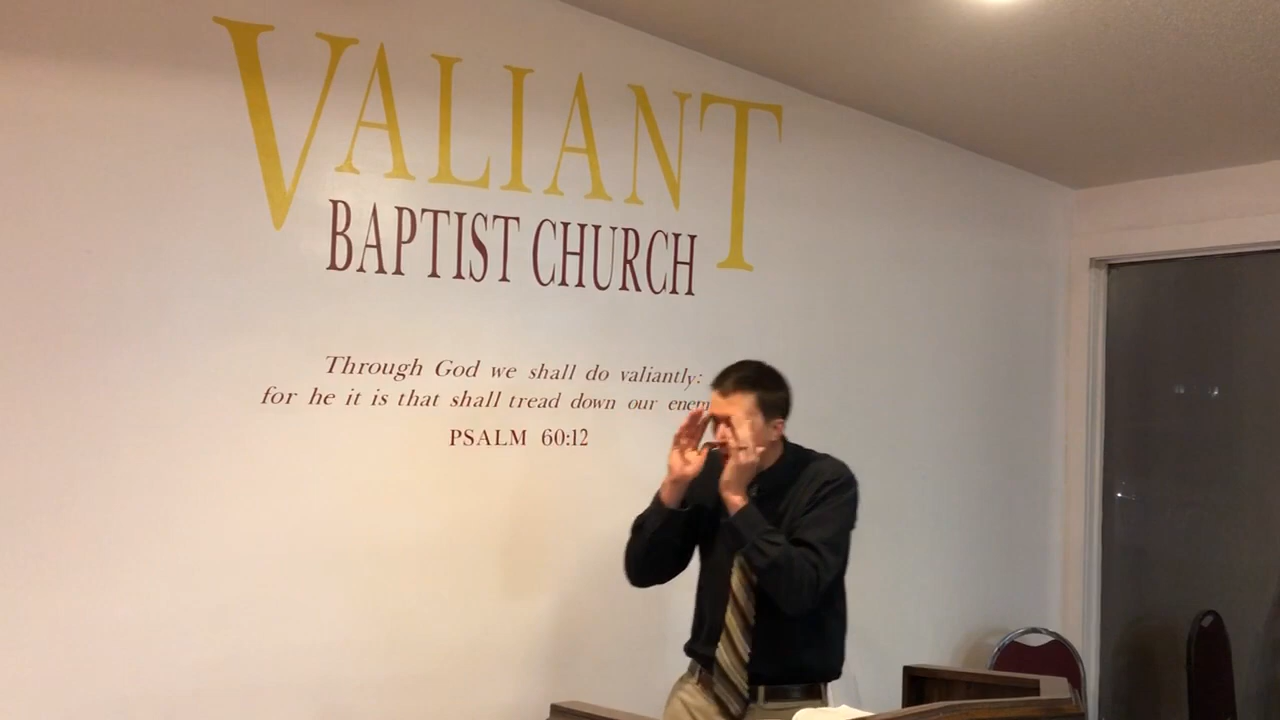 VALIANT
BAPTIST CHURCH
Through God we shall do valiantly:
for he it is that shall tread down our
PSALM 60:12